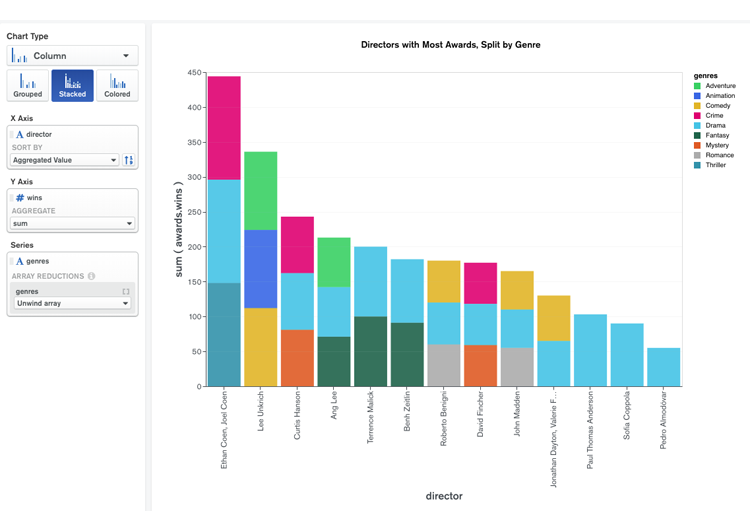 Chart Type
Column
Grouped
Stacked
Colored
X Axis
A director
SORT BY
Aggregated Value
Y Axis
# wins
AGGREGATE
sum
Series
A genres
ARRAY REDUCTIONS i
genres []
Unwind array
Directors with Most Awards, Split by Genre
sum ( awards.wins )
450
400
350
300
250
200
150
100
50
0
Ethan Coen, Joel Coen
Lee Unkrich
Curtis Hanson
Ang Lee
Terrence Malick
Benh Zeitlin
Roberto Benigni
David Fincher
John Madden
Jonathan Dayton, Valerie F...
Paul Thomas Anderson
Sofia Coppola
Pedro Almodóvar
director
genres
Adventure
Animation
Comedy
Crime
Drama
Fantasy
Mystery
Romance
Thriller